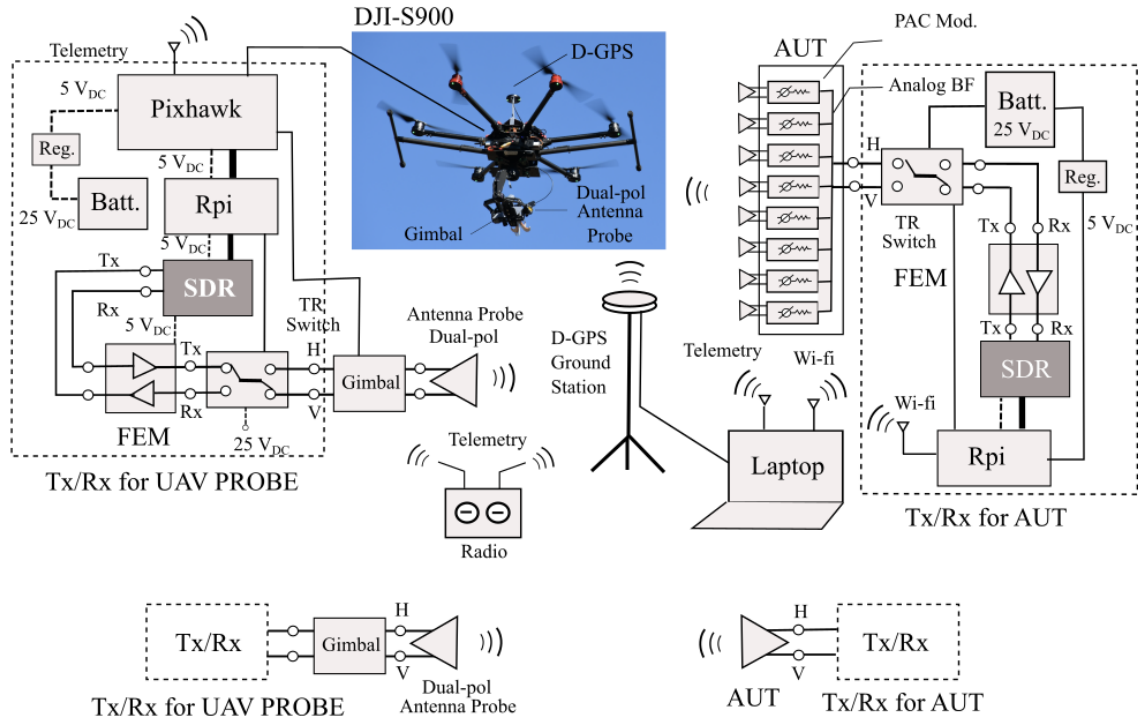 DJI-S900
D-GPS
Gimbal
Dual-pol
Antenna
Probe
Telemetry
5 VDC
Pixhawk
Reg.
5 VDC
25 VDC
Batt.
Rpi
5 VDC
Tx
SDR
Rx
5 VDC
TR
Switch
Tx
H
Rx
V
Gimbal
Antenna Probe
Dual-pol
FEM
25 VDC
Tx/Rx for UAV PROBE
Telemetry
Radio
D-GPS
Ground
Station
Telemetry
Wi-fi
Laptop
AUT
PAC Mod.
Analog BF
Batt.
25 VDC
H
V
TR
Switch
Reg.
5 VDC
Tx
Rx
FEM
Tx
Rx
SDR
Wi-fi
Rpi
Tx/Rx for AUT
Tx/Rx
Gimbal
H
V
Dual-pol
Antenna Probe
Tx/Rx for UAV PROBE
H
V
Tx/Rx
AUT
Tx/Rx for AUT